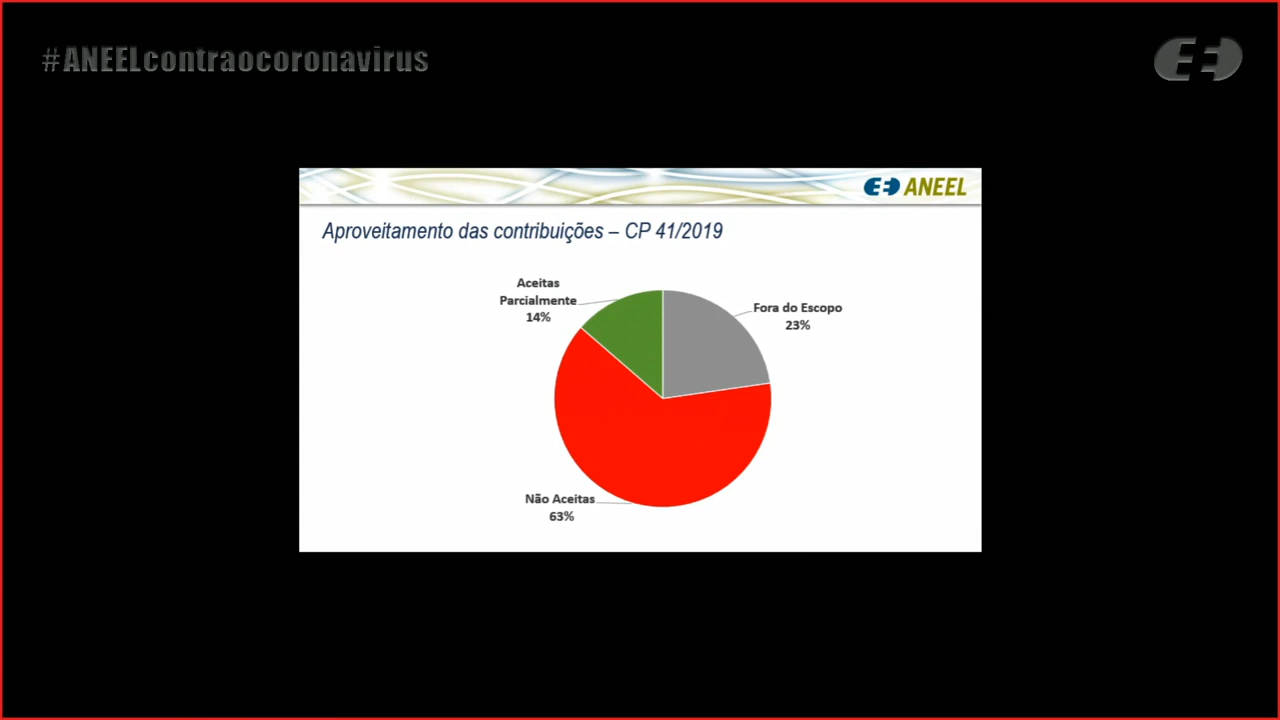 #ANEELcontraocoronavirus
ANEEL
Aproveitamento das contribuições – CP 41/2019
Aceitas
Parcialmente
14%
Fora do Escopo
23%
Não Aceitas
63%